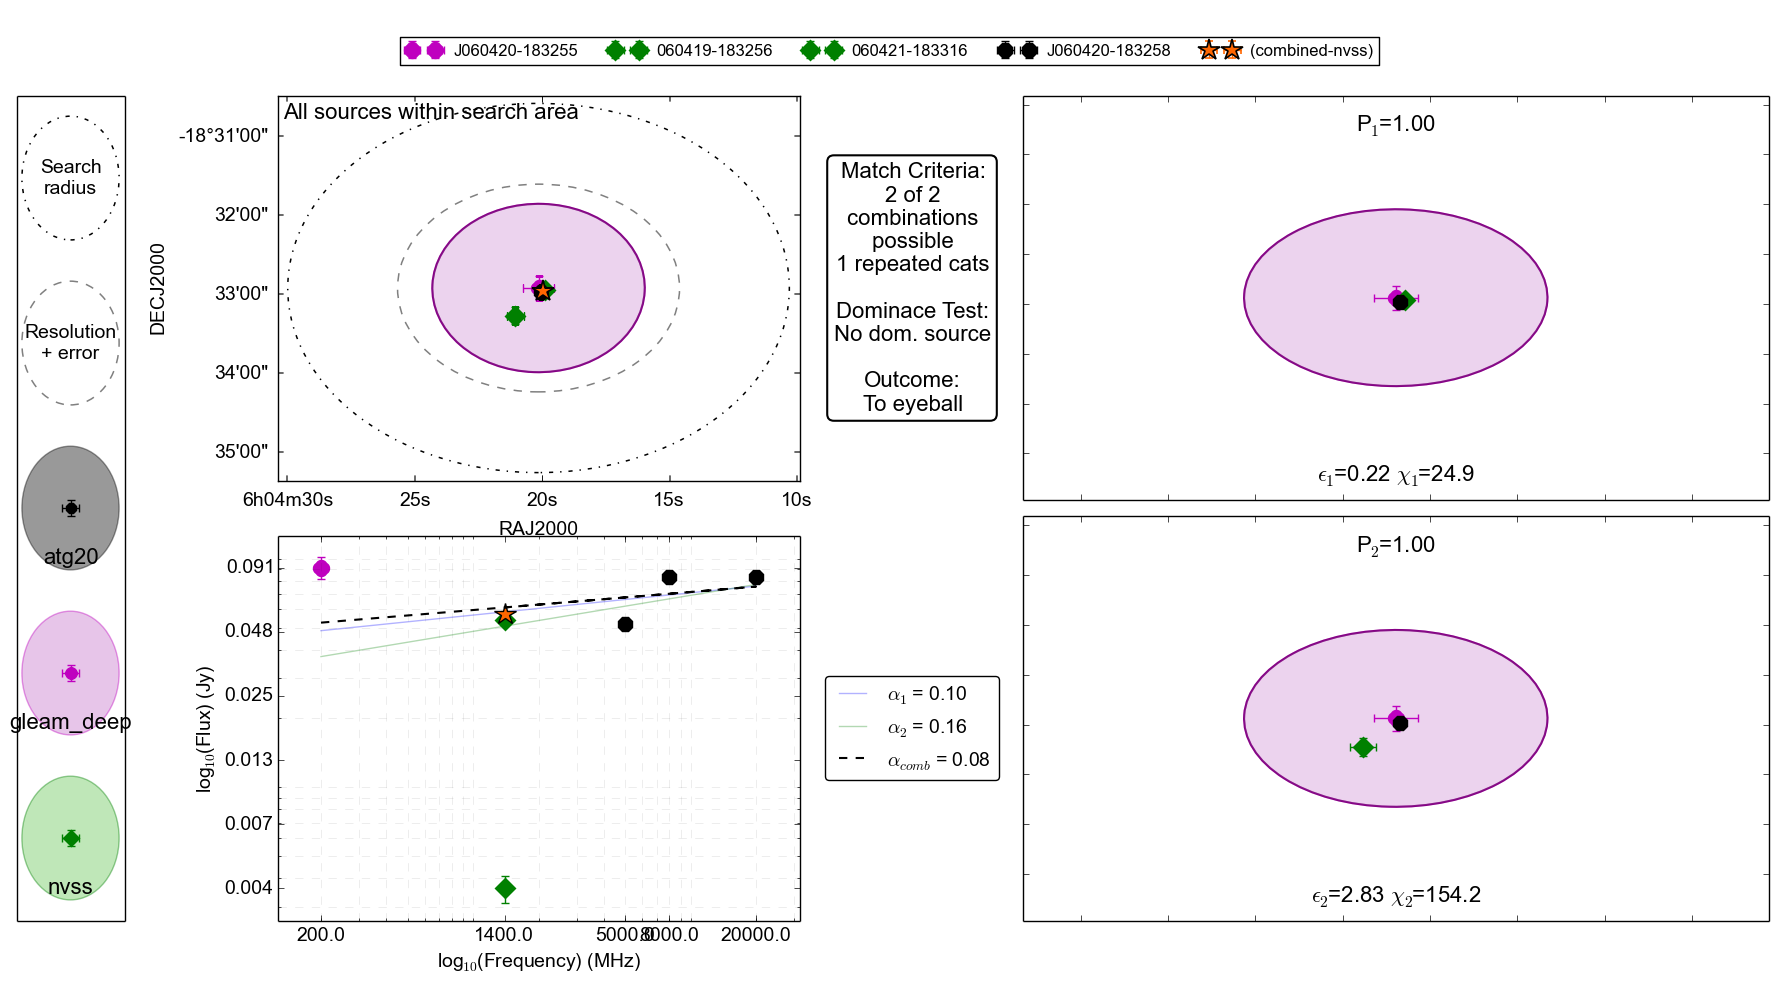 J060420-183255 060419-183256 060421-183316 J060420-183258 (combined-nvss)
Search
radius
Resolution
+ error
atg20
gleam_deep
nvss
All sources within search area
DECJ2000
-18°31'00"
32'00"
33'00"
34'00"
35'00"
6h04m30s 25s 20s 15s 10s
RAJ2000
Match Criteria:
2 of 2
combinations
possible
1 repeated cats
Dominace Test:
No dom. source
Outcome:
To eyeball
P1=1.00
ϵ1=0.22 χ1=24.9
log10(Flux) (Jy)
0.091
0.048
0.025
0.013
0.007
0.004
200.0 1400.0 5000.0 8000.0 20000.0
log10(Frequency) (MHz)
α1 = 0.10
α2 = 0.16
αcomb = 0.08
P2=1.00
ϵ2=2.83 χ2=154.2